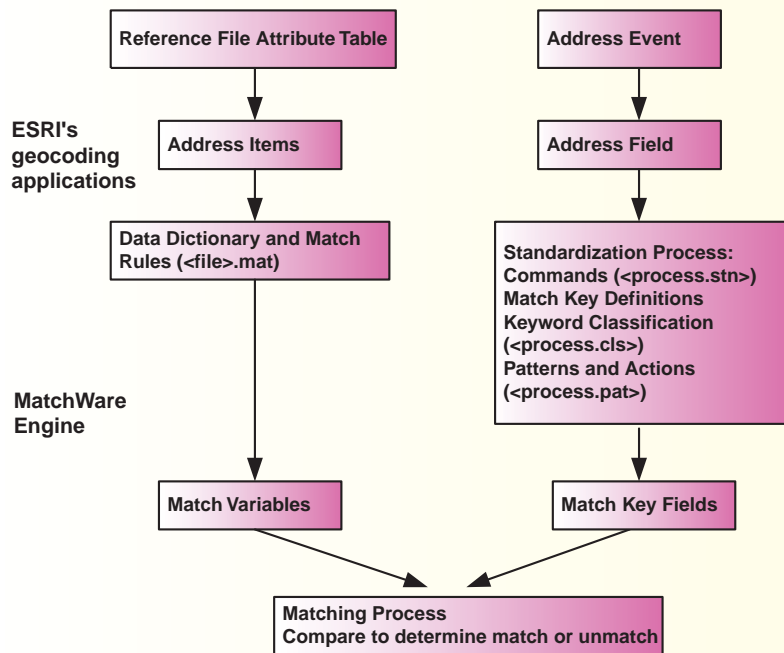 Reference File Attribute Table
Address Event
ESRI's
geocoding
applications
Address Items
Address Field
Data Dictionary and Match
Rules (<file>.mat)
Standardization Process:
Commands (<process.stn>)
Match Key Definitions
Keyword Classification
(<process.cls>)
Patterns and Actions
(<process.pat>)
MatchWare
Engine
Match Variables
Match Key Fields
Matching Process
Compare to determine match or unmatch